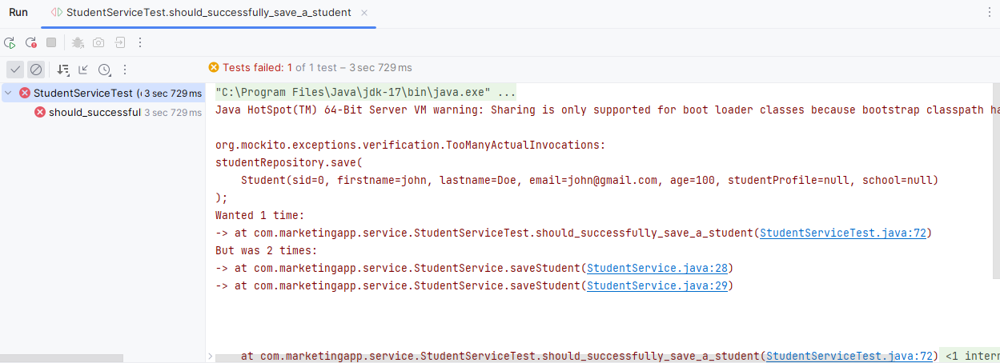 Run StudentServiceTest.should_successfully_save_a_student
Tests failed: 1 of 1 test – 3 sec 729 ms
StudentServiceTest ( 3 sec 729 ms
should_successful 3 sec 729 ms
"C:\Program Files\Java\jdk-17\bin\java.exe" ...
Java HotSpot(TM) 64-Bit Server VM warning: Sharing is only supported for boot loader classes because bootstrap classpath ha
org.mockito.exceptions.verification.TooManyActualInvocations:
studentRepository.save(
Student(sid=0, firstname=john, lastname=Doe, email=john@gmail.com, age=100, studentProfile=null, school=null)
);
Wanted 1 time:
-> at com.marketingapp.service.StudentServiceTest.should_successfully_save_a_student(StudentServiceTest.java:72)
But was 2 times:
-> at com.marketingapp.service.StudentService.saveStudent(StudentService.java:28)
-> at com.marketingapp.service.StudentService.saveStudent(StudentService.java:29)
at com.marketingapp.service.StudentServiceTest.should_successfully_save_a_student(StudentServiceTest.java:72) <1 intern